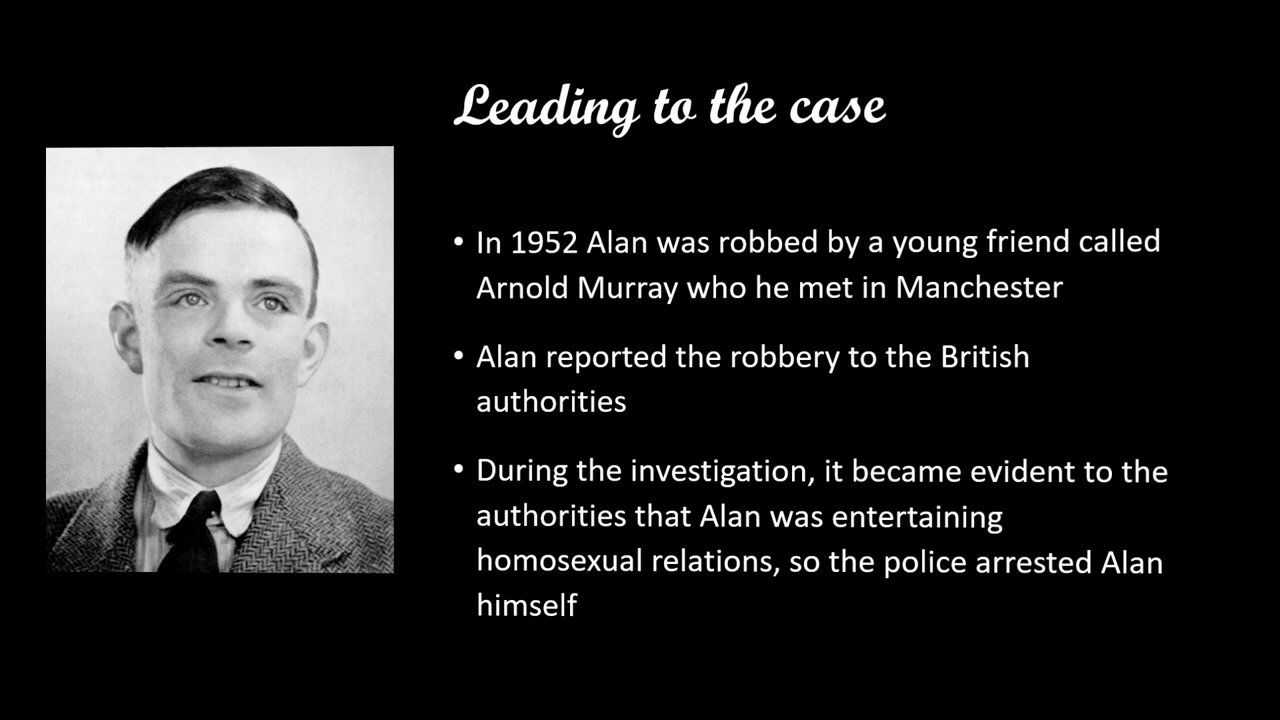 Leading to the case
• In 1952 Alan was robbed by a young friend called
Arnold Murray who he met in Manchester
• Alan reported the robbery to the British
authorities
• During the investigation, it became evident to the
authorities that Alan was entertaining
homosexual relations, so the police arrested Alan
himself